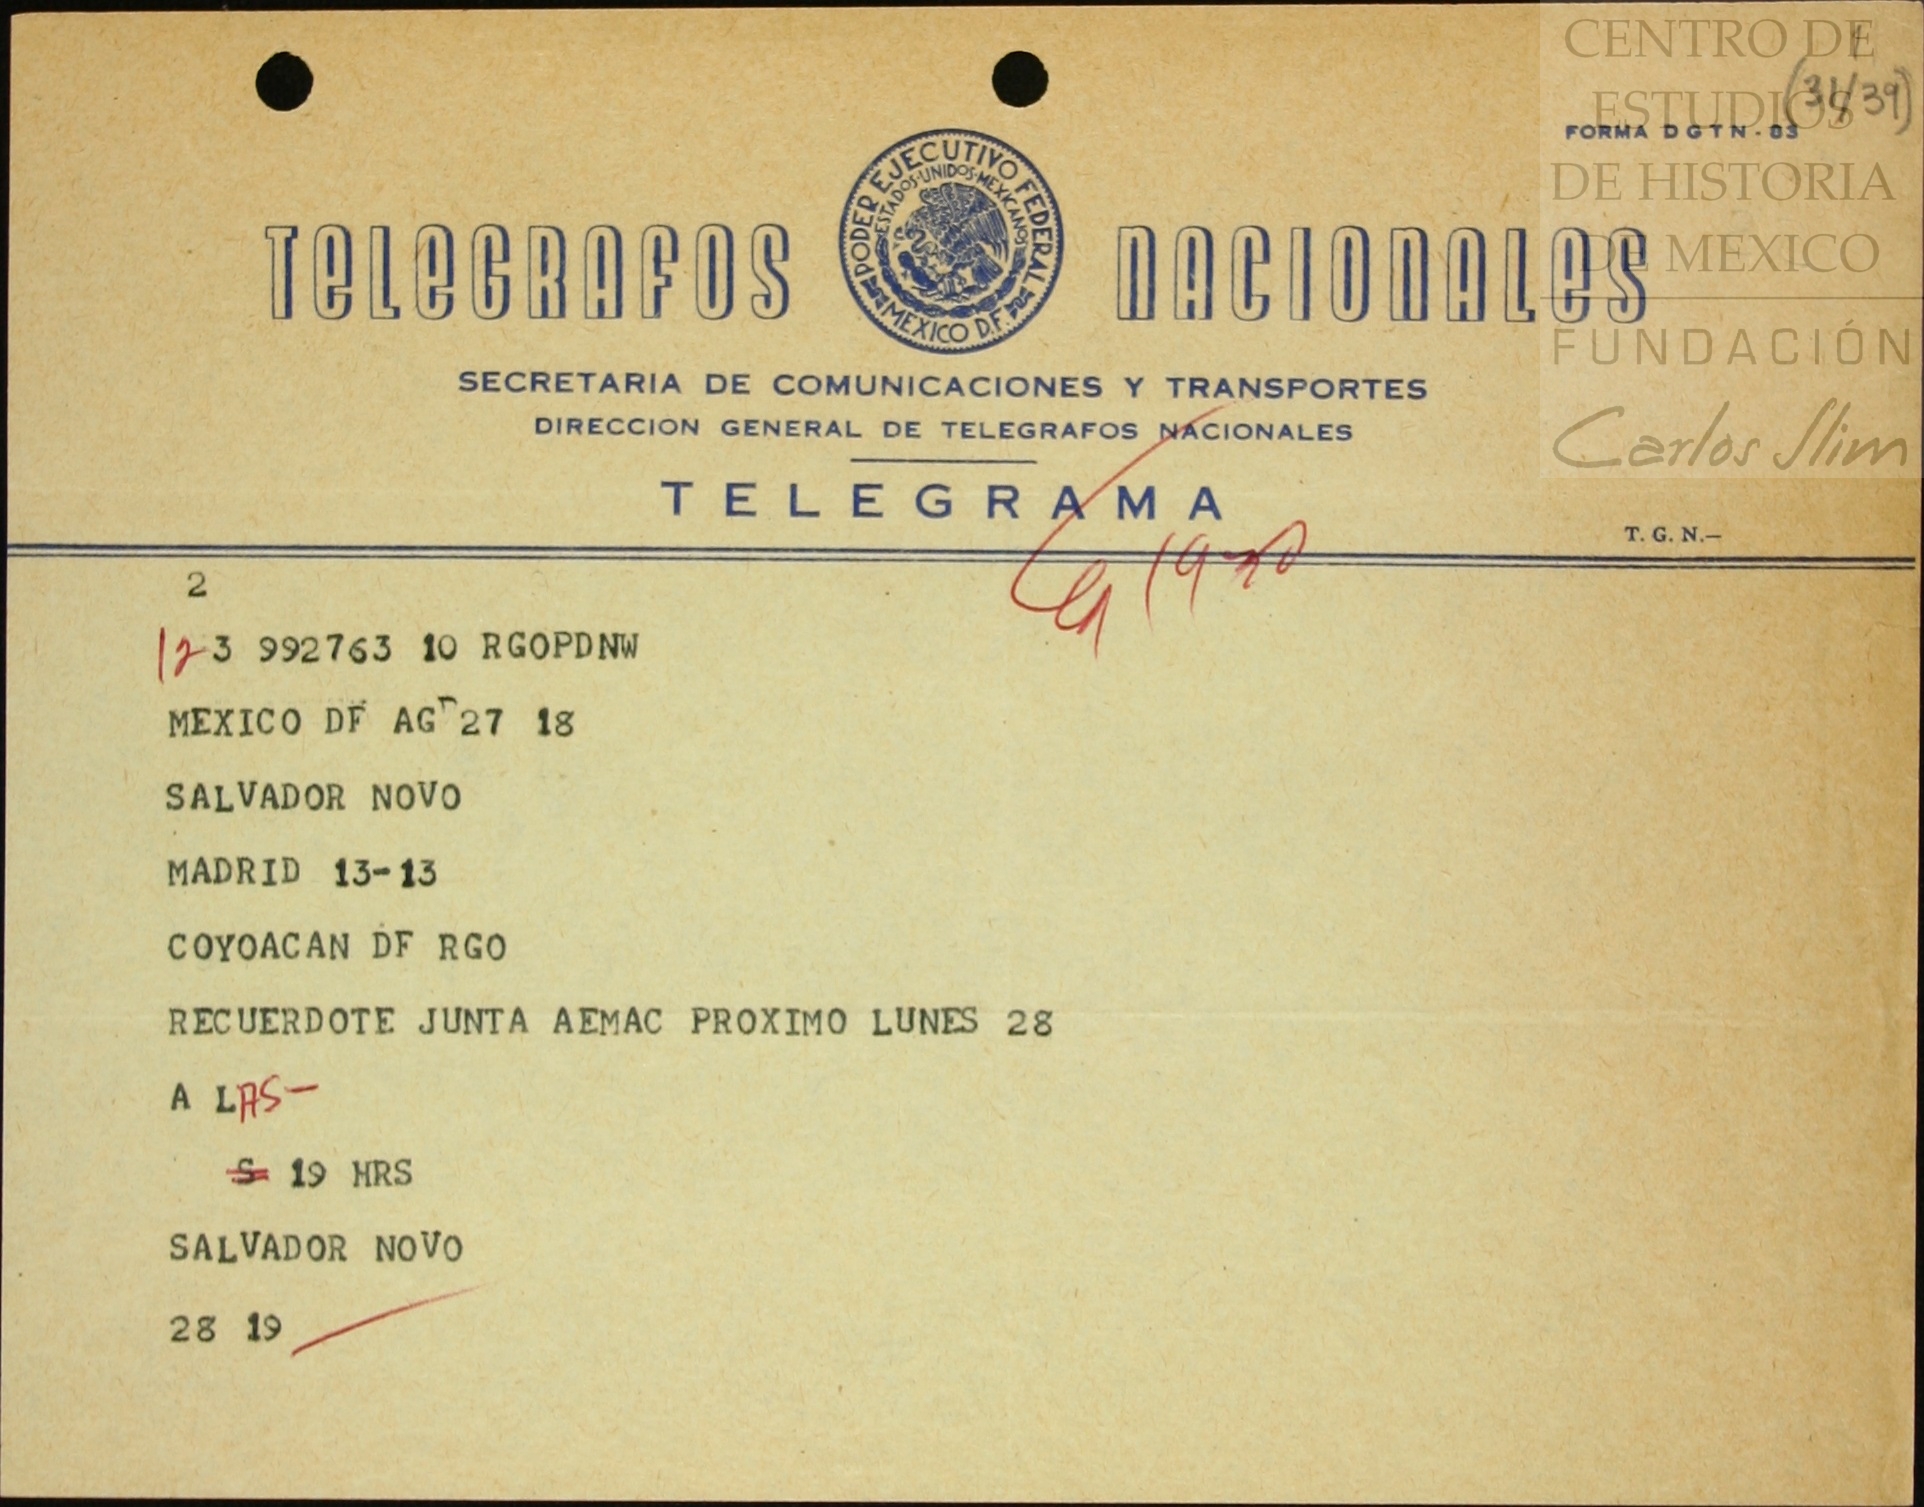 CENTRO DE
ESTUDIOS
DE HISTORIA
DE MEXICO
FUNDACIÓN
Carlos Slim
(31/39)
FORMA DGTN-83
TELEGRAFOS NACIONALES
PODER EJECUTIVO FEDERAL
ESTADOS·UNIDOS·MEXICANOS
MEXICO D.F.
SECRETARIA DE COMUNICACIONES Y TRANSPORTES
DIRECCION GENERAL DE TELEGRAFOS NACIONALES
TELEGRAMA
T. G. N.—
2
123 992763 10 RGOPDNW
MEXICO DF AG 27 18
SALVADOR NOVO
MADRID 13-13
COYOACAN DF RGO
RECUERDOTE JUNTA AEMAC PROXIMO LUNES 28
A LAS-
S 19 HRS
SALVADOR NOVO
28 19